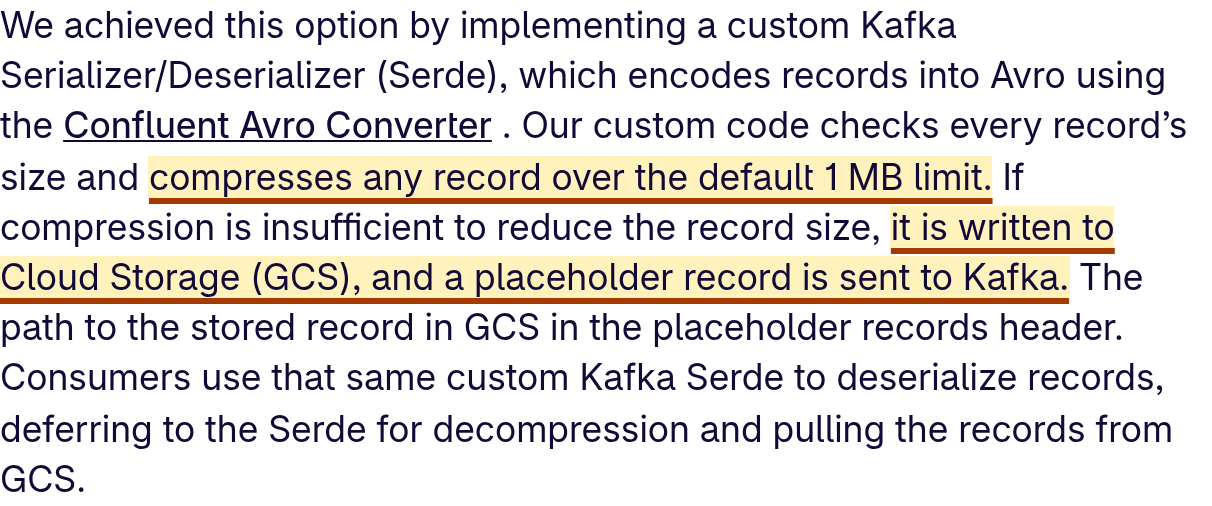 We achieved this option by implementing a custom Kafka
Serializer/Deserializer (Serde), which encodes records into Avro using
the Confluent Avro Converter . Our custom code checks every record’s
size and compresses any record over the default 1 MB limit. If
compression is insufficient to reduce the record size, it is written to
Cloud Storage (GCS), and a placeholder record is sent to Kafka. The
path to the stored record in GCS in the placeholder records header.
Consumers use that same custom Kafka Serde to deserialize records,
deferring to the Serde for decompression and pulling the records from
GCS.